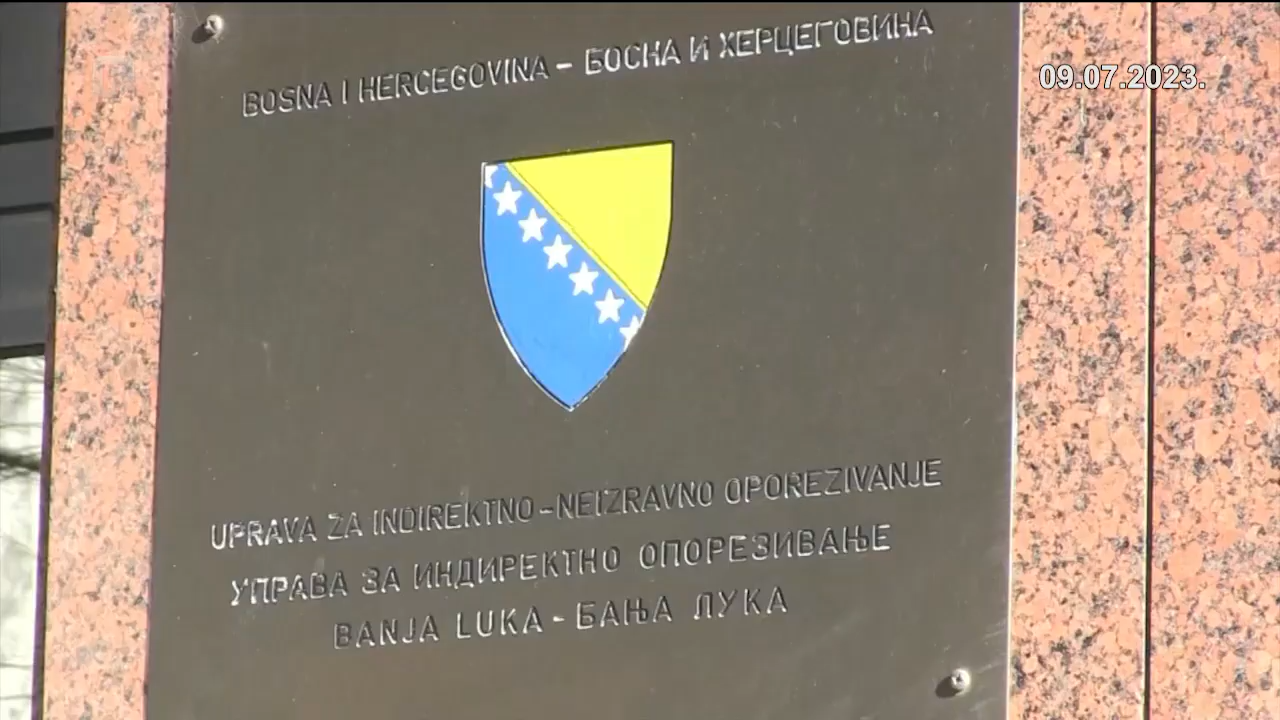 BOSNA I HERCEGOVINA - БОСНА И ХЕРЦЕГОВИНА
09.07.2023.
UPRAVA ZA INDIREKTNO-NEIZRAVNO OPOREZIVANJE
УПРАВА ЗА ИНДИРЕКТНО ОПОРЕЗИВАЊЕ
BANJA LUKA - БАЊА ЛУКА